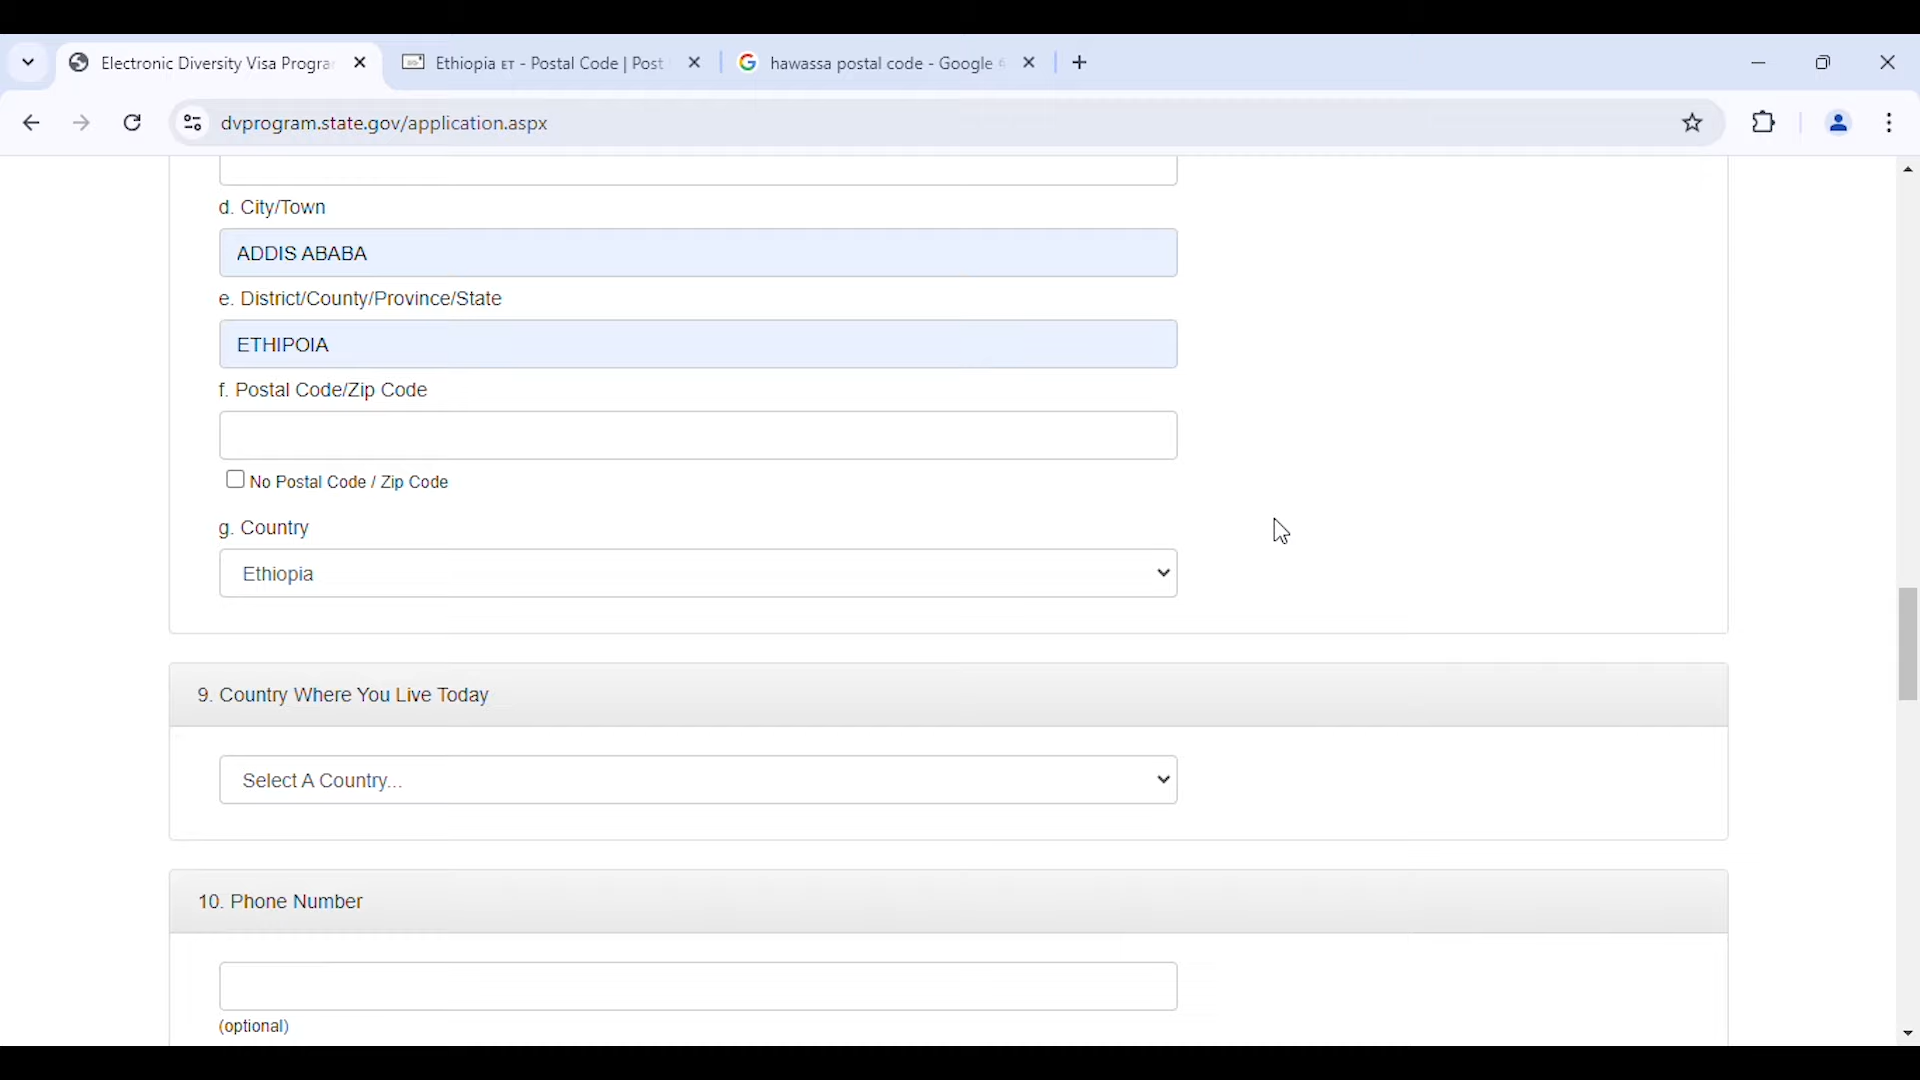 Electronic Diversity Visa Progra
Ethiopia ET - Postal Code | Post
hawassa postal code - Google
dvprogram.state.gov/application.aspx
d. City/Town
ADDIS ABABA
e. District/County/Province/State
ETHIPOIA
f. Postal Code/Zip Code
No Postal Code / Zip Code
g. Country
Ethiopia
9. Country Where You Live Today
Select A Country...
10. Phone Number
(optional)